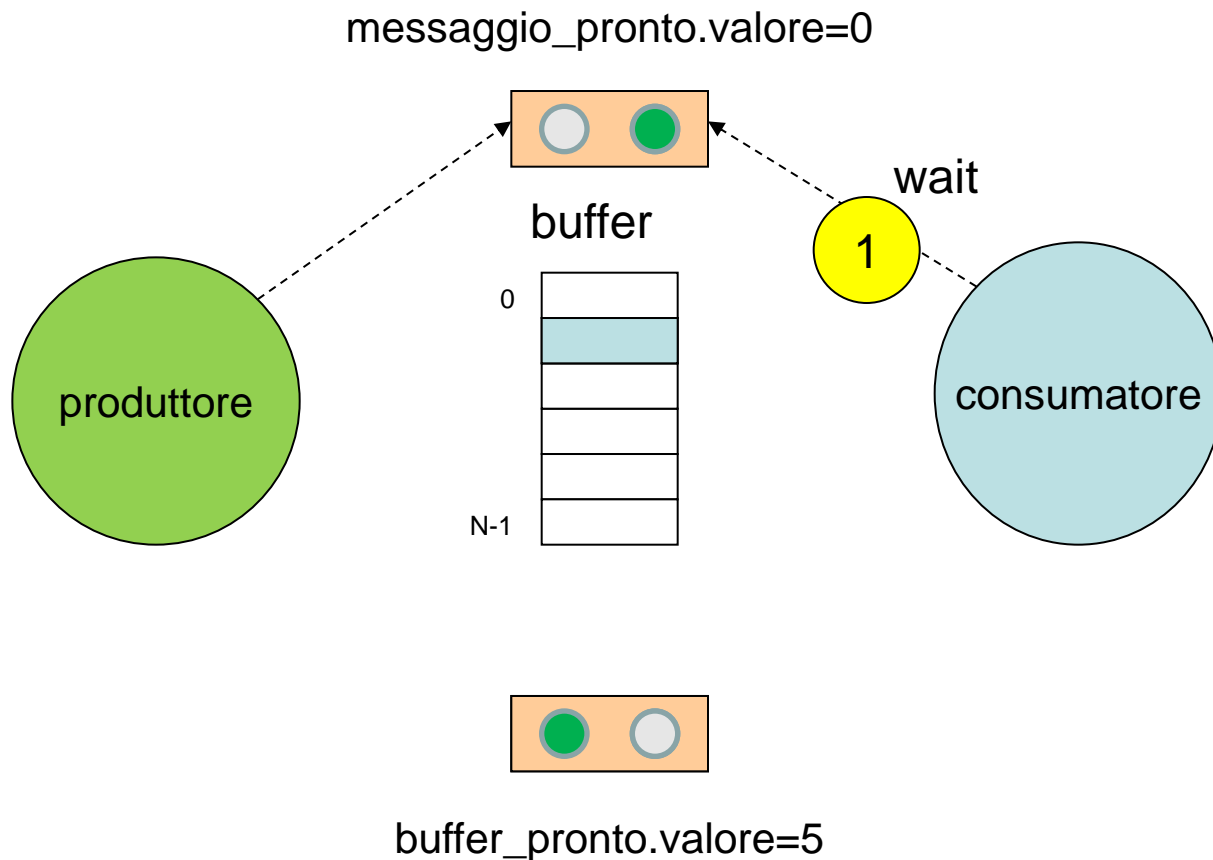 messaggio_pronto.valore=0
wait
buffer
1
0
produttore
consumatore
N-1
buffer_pronto.valore=5